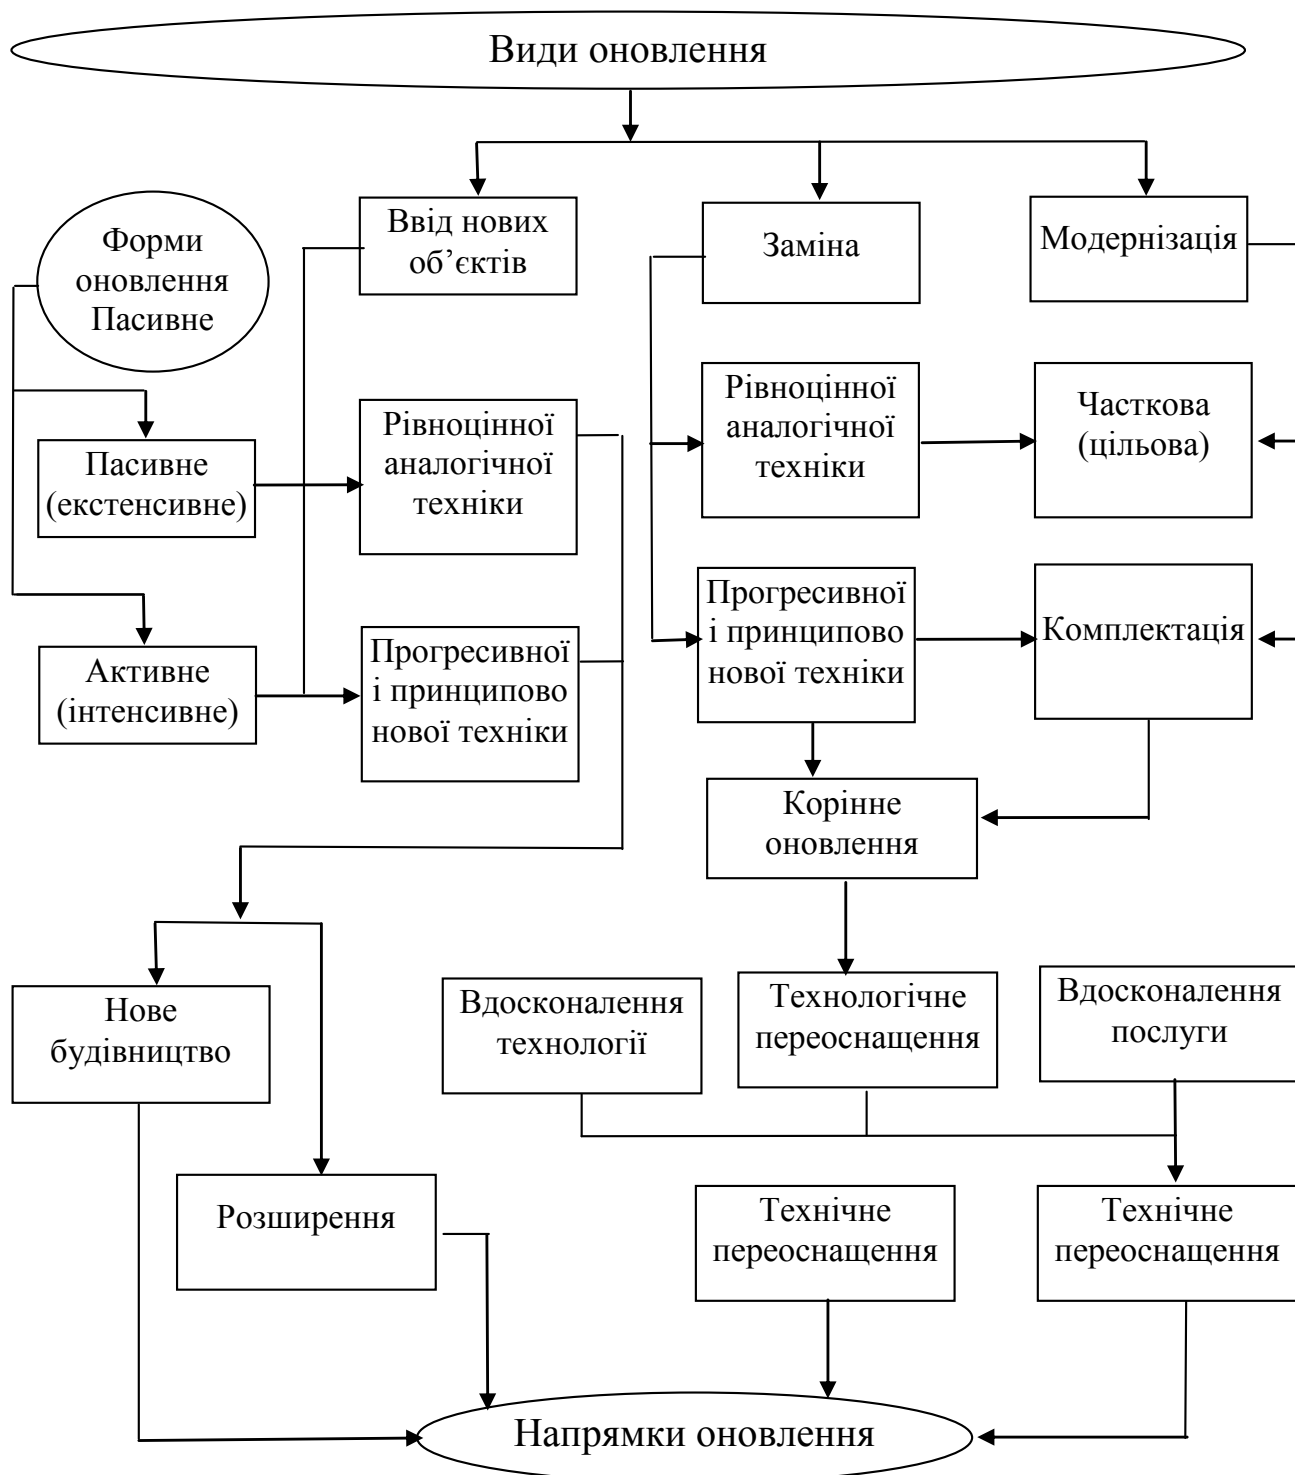 Види оновлення
Форми
оновлення
Пасивне
Ввід нових
об’єктів
Заміна
Модернізація
Пасивне
(екстенсивне)
Рівноцінної
аналогічної
техніки
Рівноцінної
аналогічної
техніки
Часткова
(цільова)
Активне
(інтенсивне)
Прогресивної
і принципово
нової техніки
Прогресивної
і принципово
нової техніки
Комплектація
Корінне
оновлення
Нове
будівництво
Вдосконалення
технології
Технологічне
переоснащення
Вдосконалення
послуги
Розширення
Технічне
переоснащення
Технічне
переоснащення
Напрямки оновлення